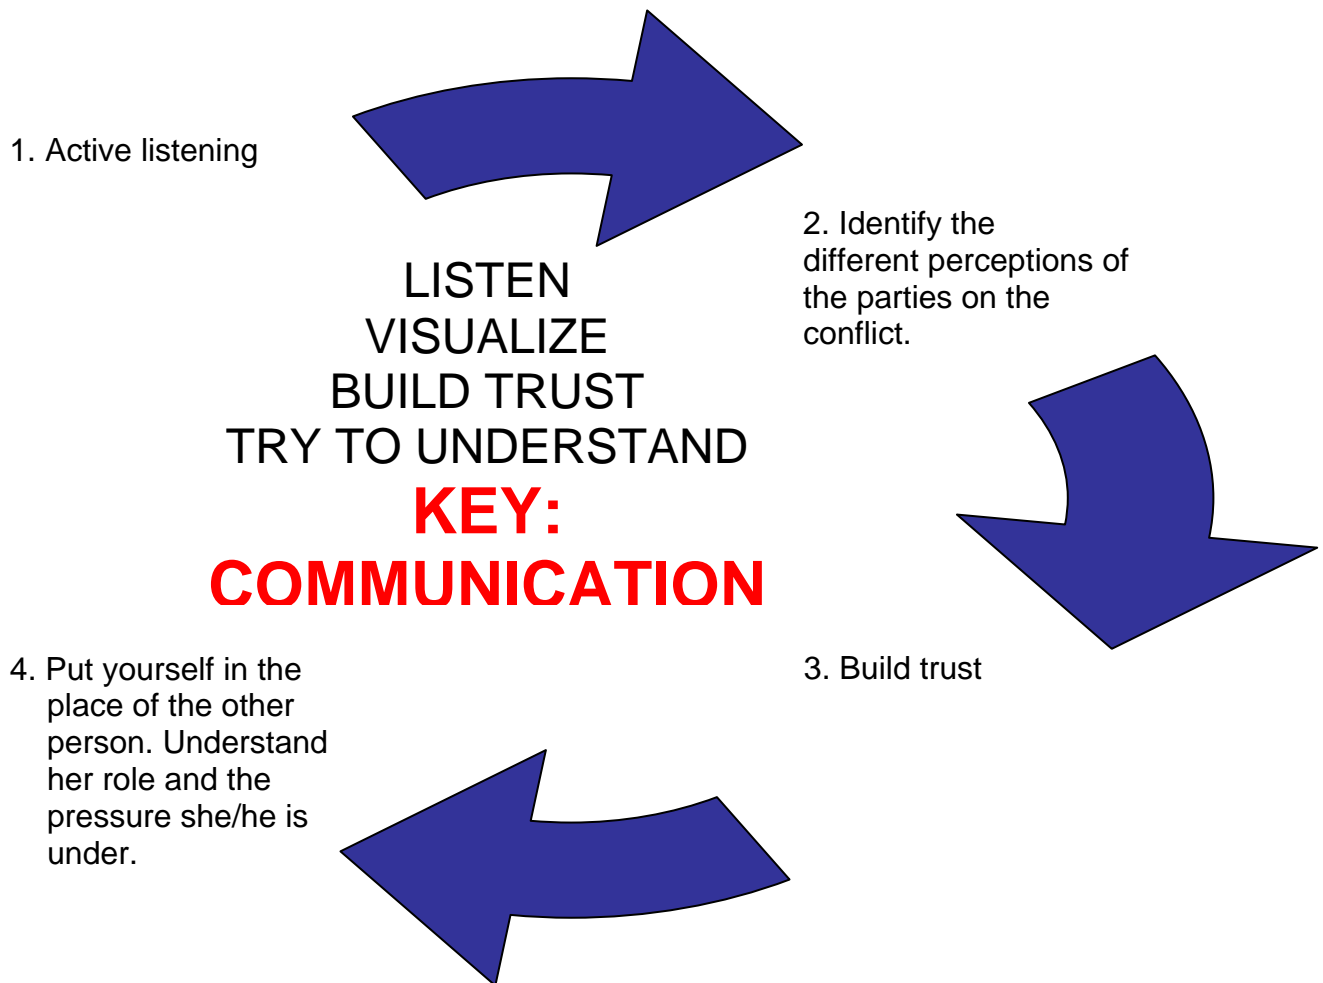 1. Active listening
2. Identify the
different perceptions of
the parties on the
conflict.
LISTEN
VISUALIZE
BUILD TRUST
TRY TO UNDERSTAND
KEY:
COMMUNICATION
3. Build trust
4. Put yourself in the
place of the other
person. Understand
her role and the
pressure she/he is
under.